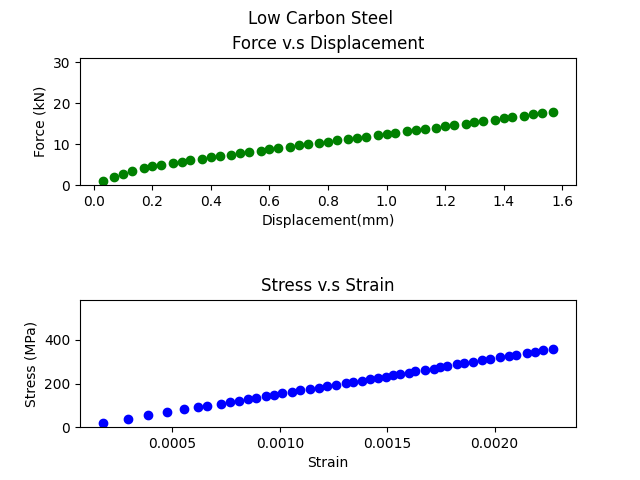 Low Carbon Steel
Force v.s Displacement
30
20
10
0
Force (kN)
0.0 0.2 0.4 0.6 0.8 1.0 1.2 1.4 1.6
Displacement(mm)
Stress v.s Strain
400
200
0
Stress (MPa)
0.0005 0.0010 0.0015 0.0020
Strain